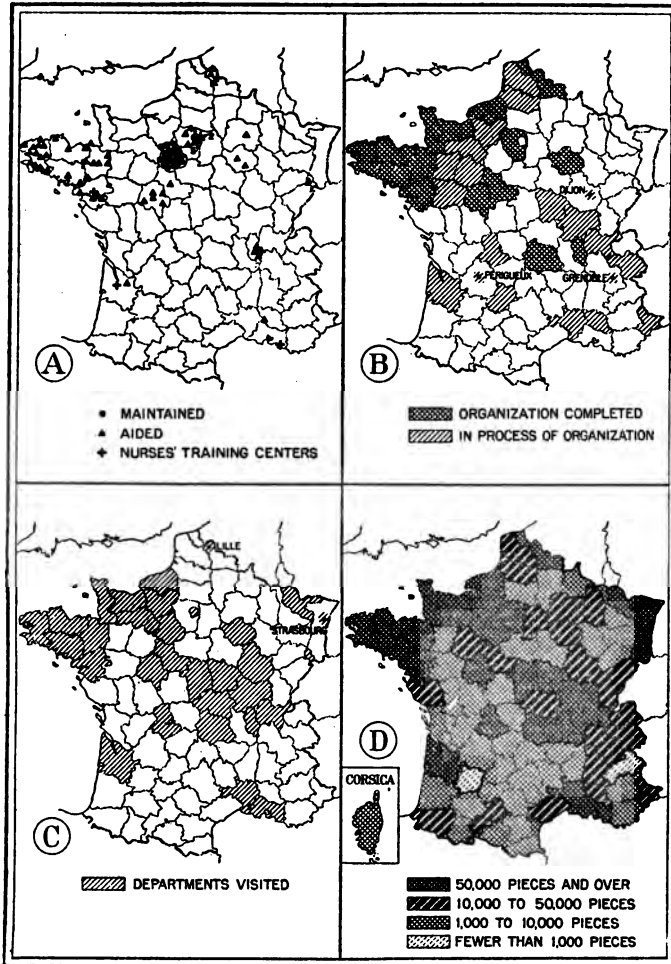 A
MAINTAINED
AIDED
NURSES' TRAINING CENTERS
DIJON
PÉRIGUEUX
GRENOBLE
B
ORGANIZATION COMPLETED
IN PROCESS OF ORGANIZATION
LILLE
STRASBOURG
C
DEPARTMENTS VISITED
D
CORSICA
50,000 PIECES AND OVER
10,000 TO 50,000 PIECES
1,000 TO 10,000 PIECES
FEWER THAN 1,000 PIECES